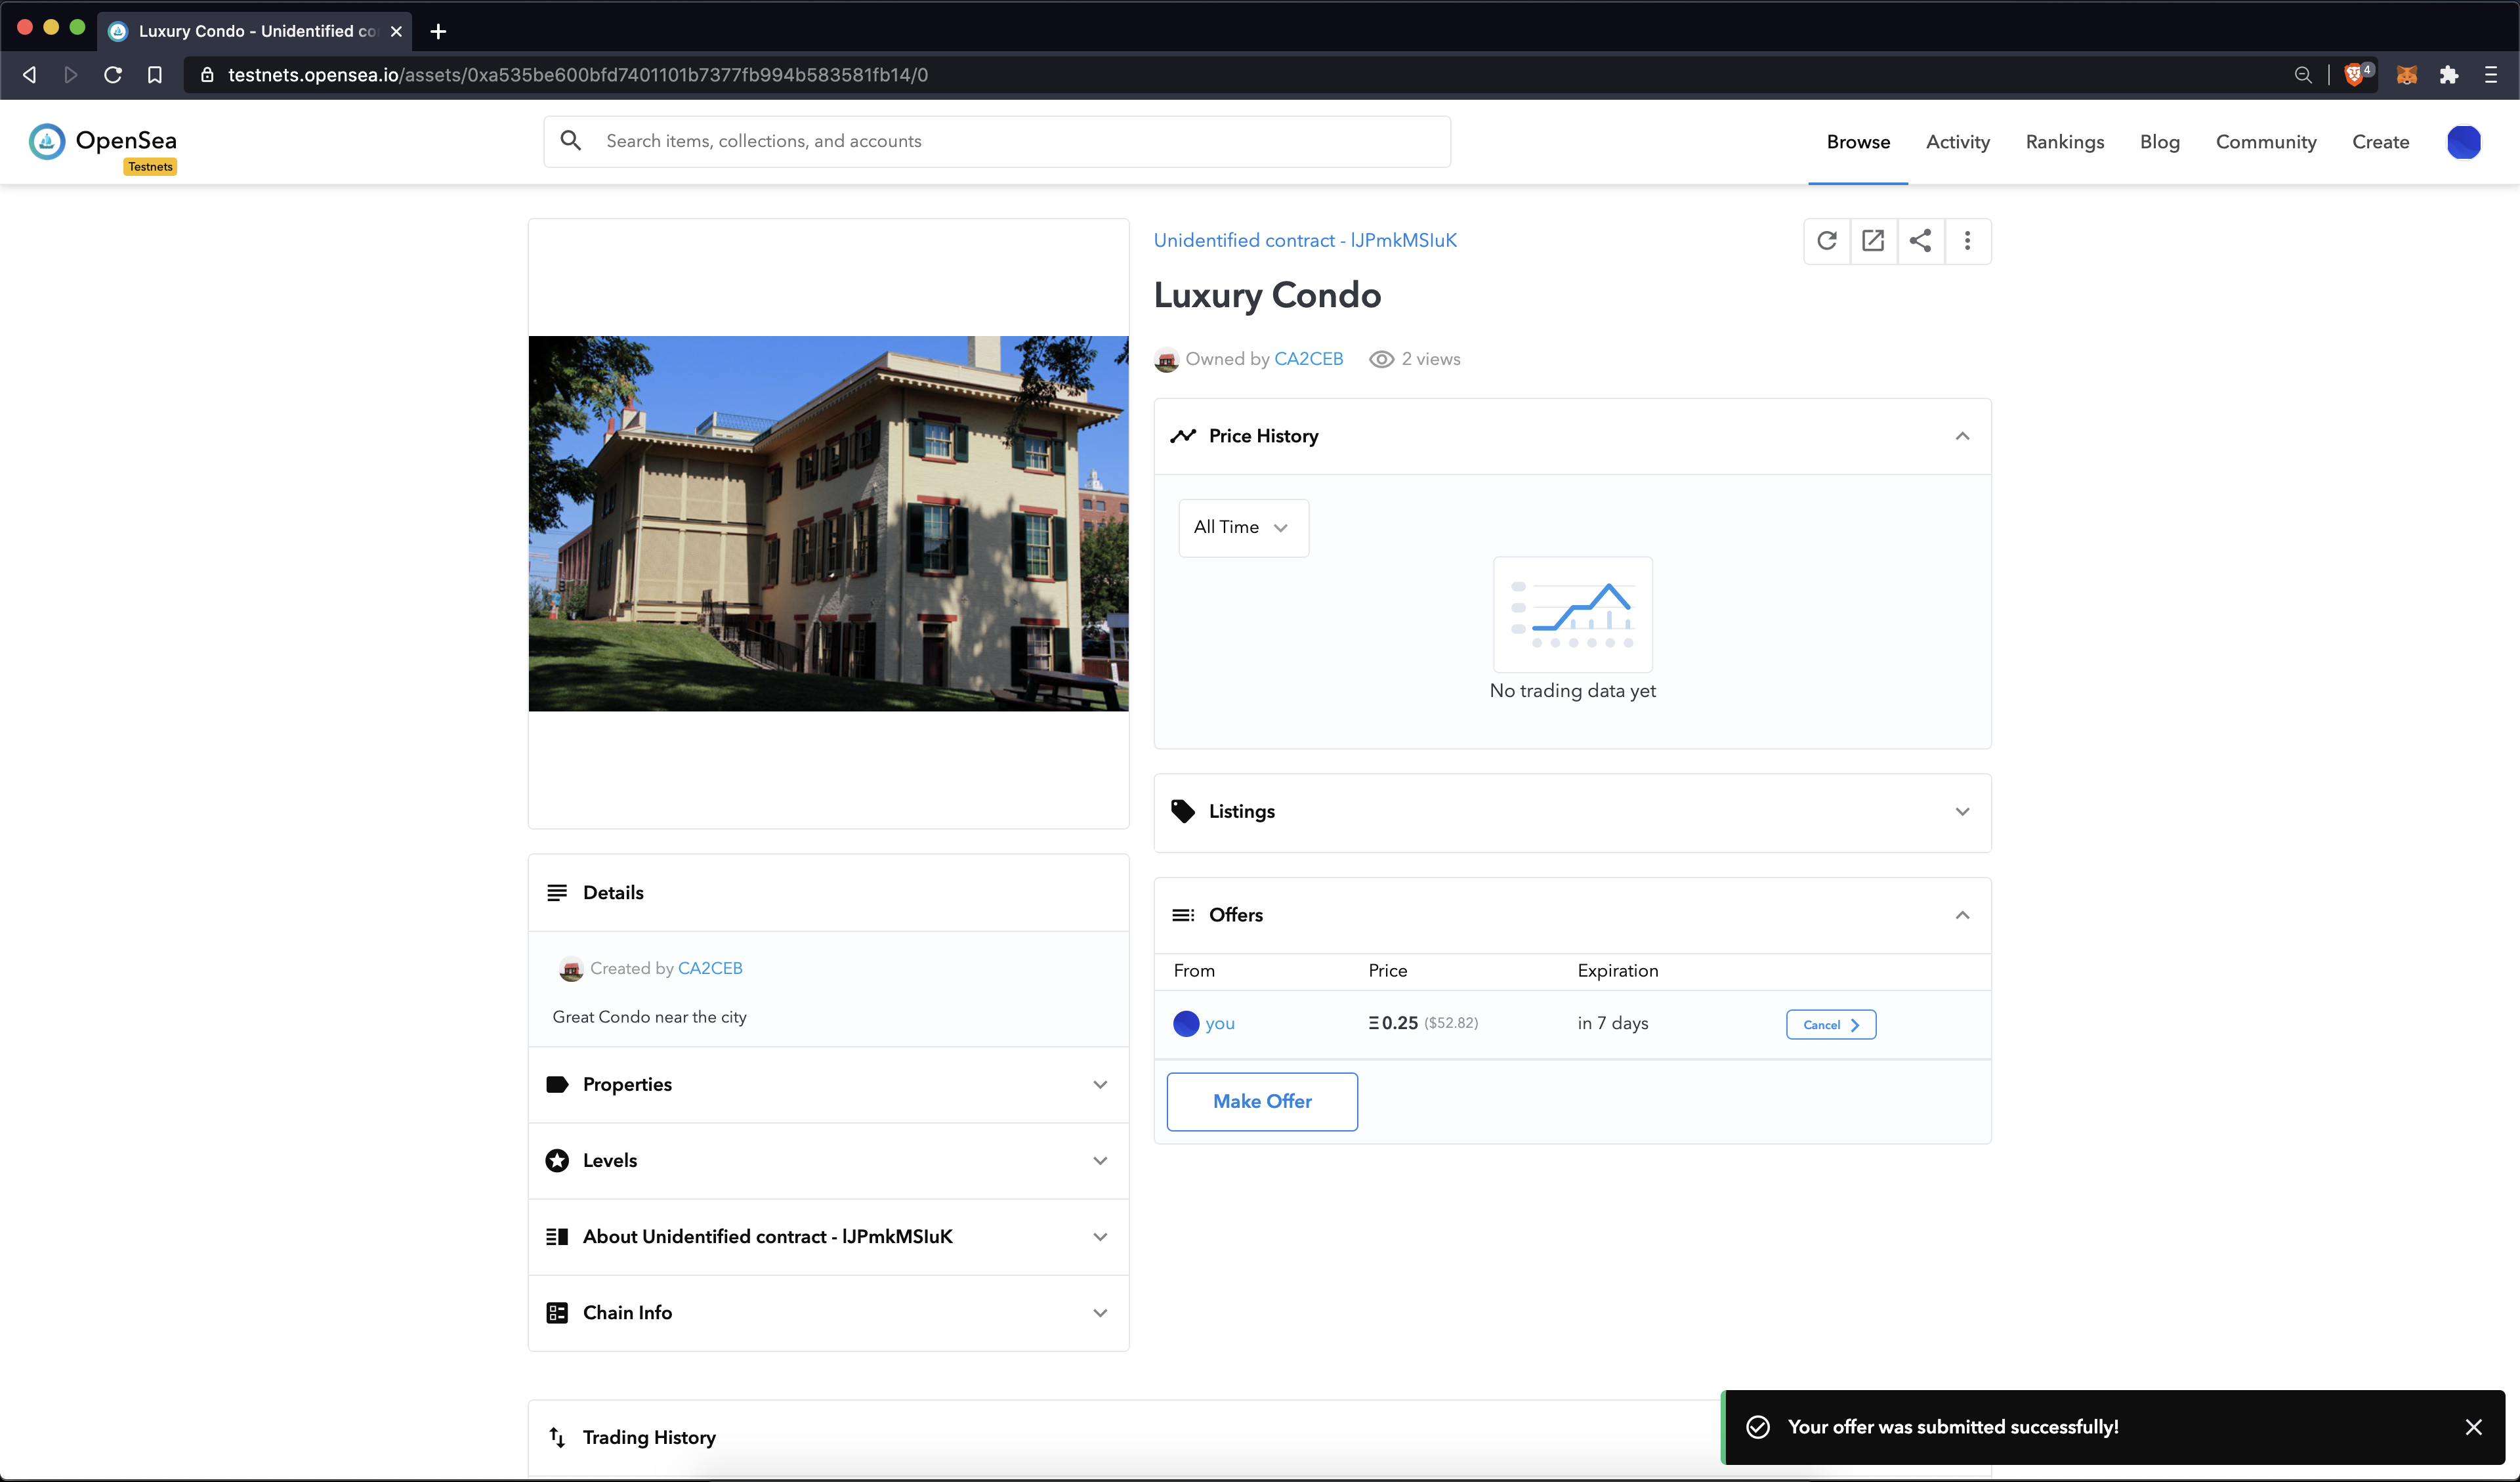 Luxury Condo - Unidentified co
testnets.opensea.io/assets/0xa535be600bfd7401101b7377fb994b583581fb14/0
4
OpenSea
Testnets
Search items, collections, and accounts
Browse
Activity
Rankings
Blog
Community
Create
Unidentified contract - lJPmkMSIuK
Luxury Condo
Owned by CA2CEB
2 views
Price History
All Time
No trading data yet
Listings
Offers
From Price Expiration
you Ξ 0.25 ($52.82) in 7 days Cancel
Make Offer
Details
Created by CA2CEB
Great Condo near the city
Properties
Levels
About Unidentified contract - lJPmkMSIuK
Chain Info
Trading History
Your offer was submitted successfully!